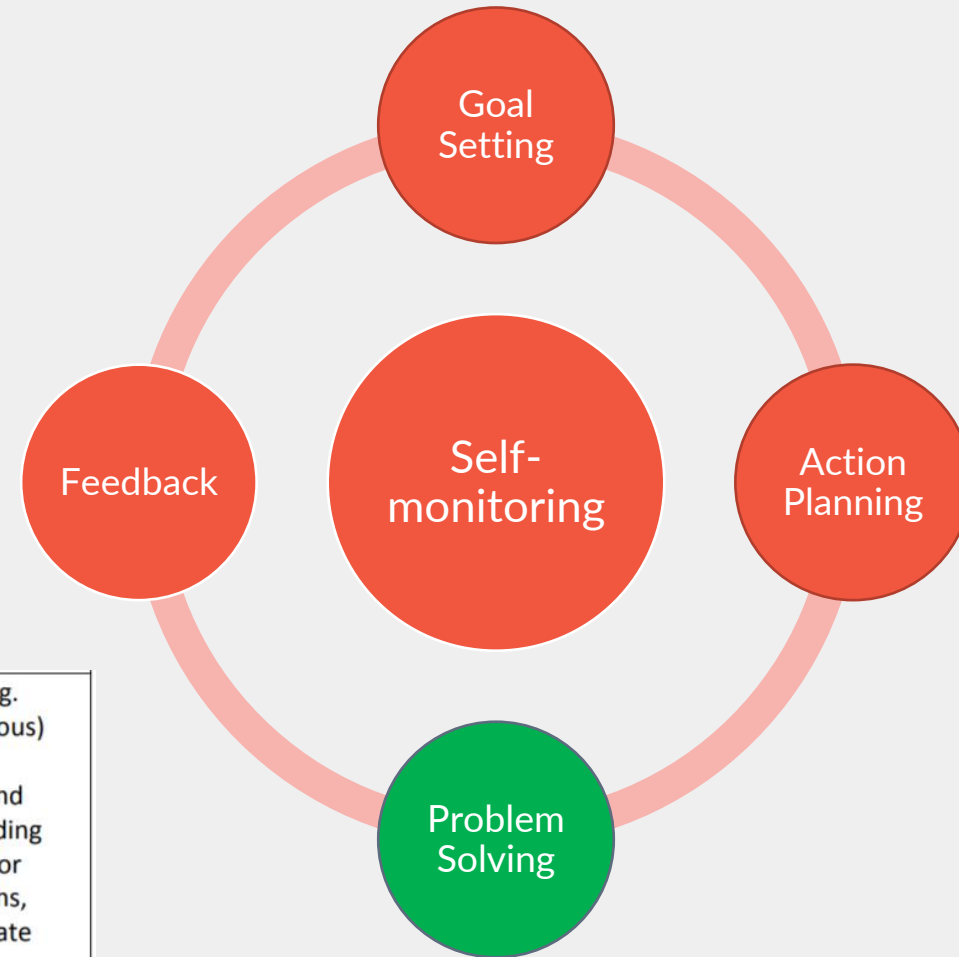 Goal
Setting
Feedback
Self-
monitoring
Action
Planning
Problem
Solving